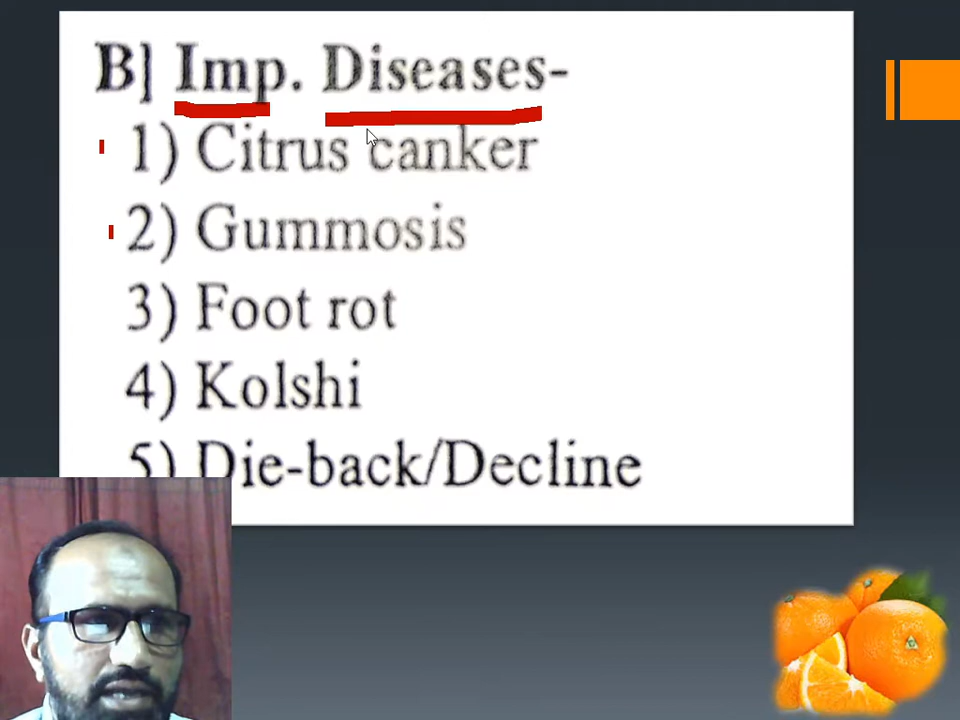 B] Imp. Diseases-
1) Citrus canker
2) Gummosis
3) Foot rot
4) Kolshi
5) Die-back/Decline